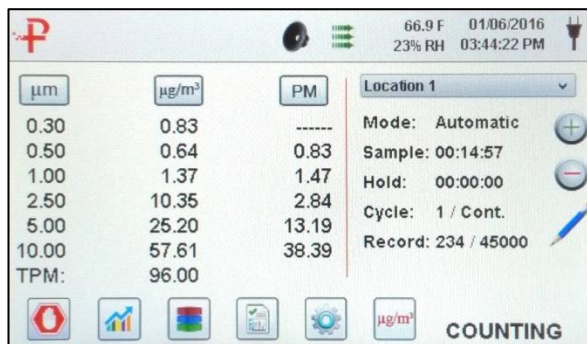 66.9 F 01/06/2016
23% RH 03:44:22 PM
µm µg/m³ PM
0.30 0.83 ------
0.50 0.64 0.83
1.00 1.37 1.47
2.50 10.35 2.84
5.00 25.20 13.19
10.00 57.61 38.39
TPM: 96.00
Location 1
Mode: Automatic
Sample: 00:14:57
Hold: 00:00:00
Cycle: 1 / Cont.
Record: 234 / 45000
µg/m³
COUNTING